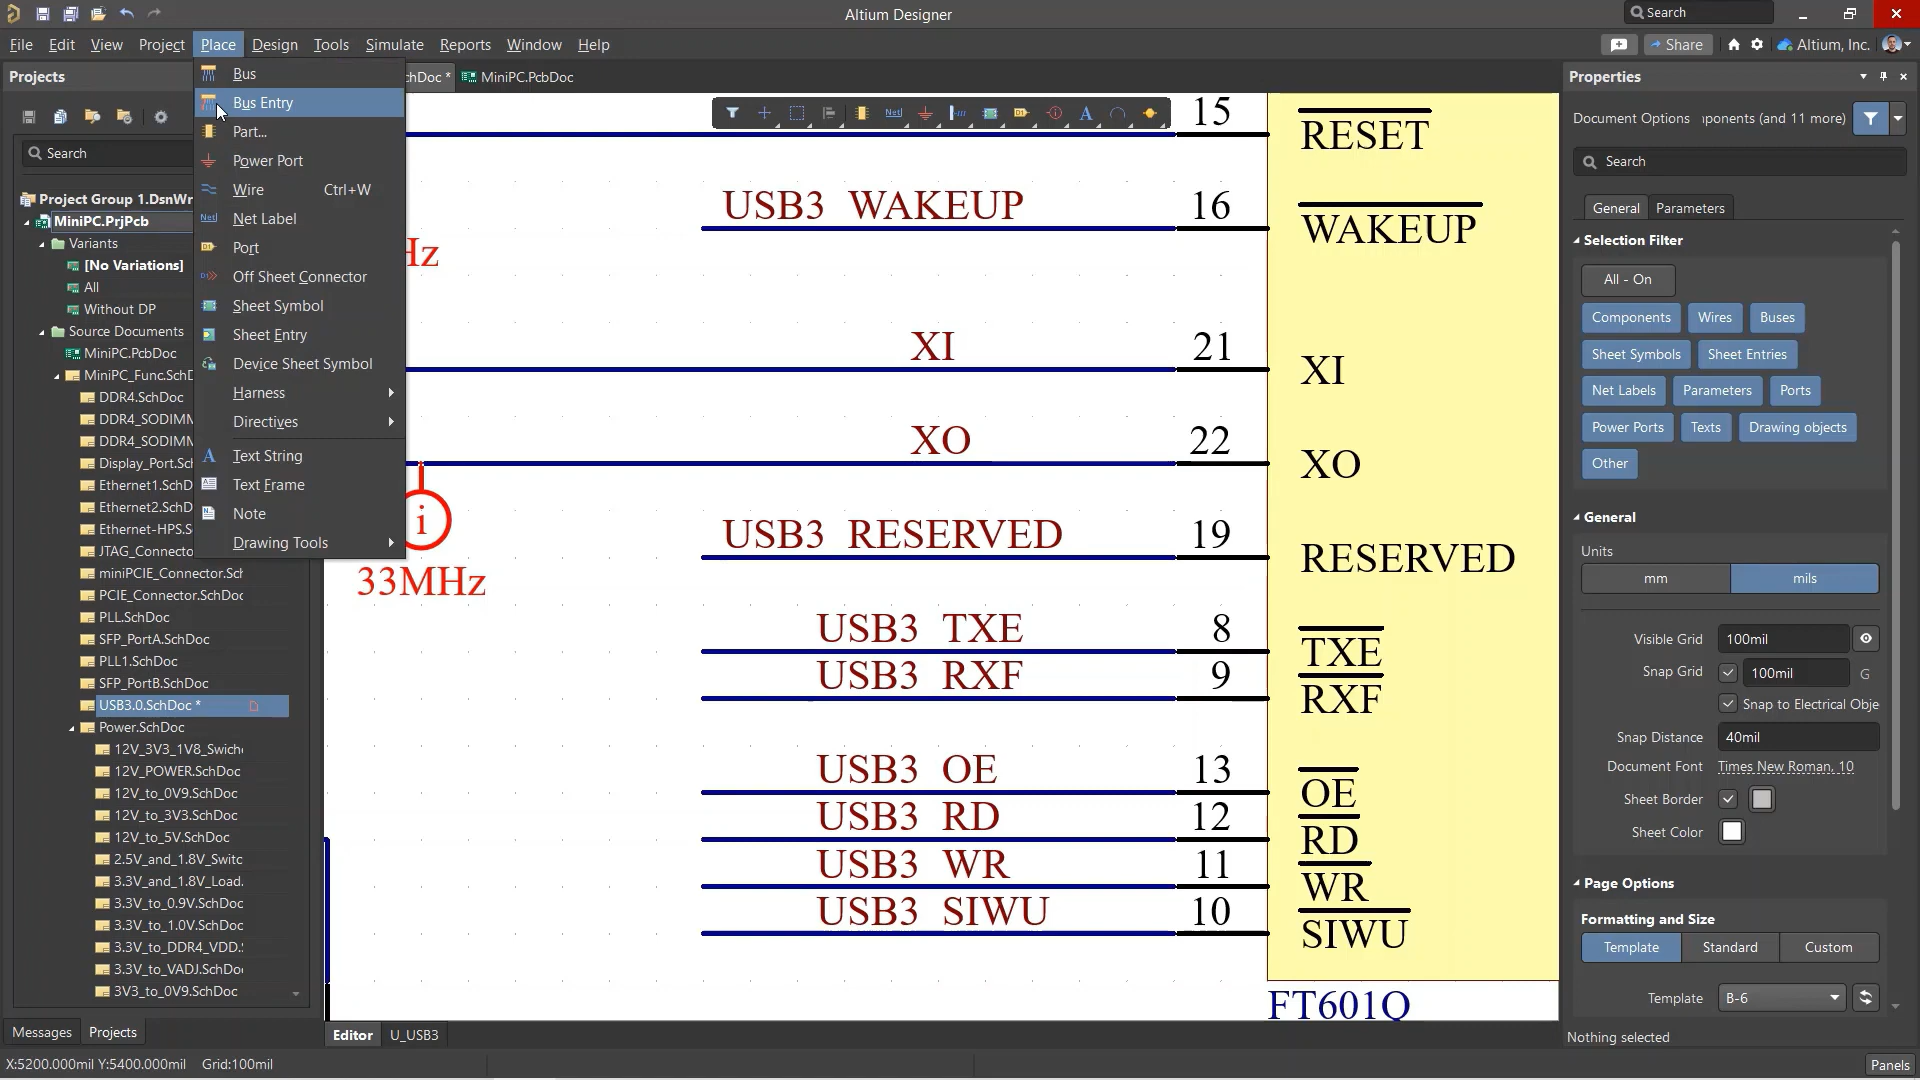 Altium Designer
Search
File Edit View Project Place Design Tools Simulate Reports Window Help
Share
Altium, Inc.
Projects
Search
Project Group 1.DsnWr
MiniPC.PrjPcb
Variants
[No Variations]
All
Without DP
Source Documents
MiniPC.PcbDoc
MiniPC_Func.SchD
DDR4.SchDoc
DDR4_SODIMM
DDR4_SODIMM
Display_Port.Sch
Ethernet1.SchD
Ethernet2.SchD
Ethernet-HPS.Sc
JTAG_Connecto
miniPCIE_Connector.Sch
PCIE_Connector.SchDoc
PLL.SchDoc
SFP_PortA.SchDoc
PLL1.SchDoc
SFP_PortB.SchDoc
USB3.0.SchDoc *
Power.SchDoc
12V_3V3_1V8_Swich
12V_POWER.SchDoc
12V_to_0V9.SchDoc
12V_to_3V3.SchDoc
12V_to_5V.SchDoc
2.5V_and_1.8V_Switc
3.3V_and_1.8V_Load.
3.3V_to_0.9V.SchDoc
3.3V_to_1.0V.SchDoc
3.3V_to_DDR4_VDD.
3.3V_to_VADJ.SchDoc
3V3_to_0V9.SchDoc
Messages Projects
Bus
Bus Entry
Part...
Power Port
Wire Ctrl+W
Net Label
Port
Off Sheet Connector
Sheet Symbol
Sheet Entry
Device Sheet Symbol
Harness
Directives
Text String
Text Frame
Note
Drawing Tools
chDoc * MiniPC.PcbDoc
15 RESET
USB3 WAKEUP 16 WAKEUP
Hz
XI 21 XI
XO 22 XO
i
33MHz
USB3 RESERVED 19 RESERVED
USB3 TXE 8 TXE
USB3 RXF 9 RXF
USB3 OE 13 OE
USB3 RD 12 RD
USB3 WR 11 WR
USB3 SIWU 10 SIWU
FT601Q
Editor U_USB3
X:5200.000mil Y:5400.000mil Grid:100mil
Properties
Document Options ponents (and 11 more)
Search
General Parameters
Selection Filter
All - On
Components Wires Buses
Sheet Symbols Sheet Entries
Net Labels Parameters Ports
Power Ports Texts Drawing objects
Other
General
Units
mm mils
Visible Grid 100mil
Snap Grid 100mil G
Snap to Electrical Obje
Snap Distance 40mil
Document Font Times New Roman, 10
Sheet Border
Sheet Color
Page Options
Formatting and Size
Template Standard Custom
Template B-6
Nothing selected
Panels